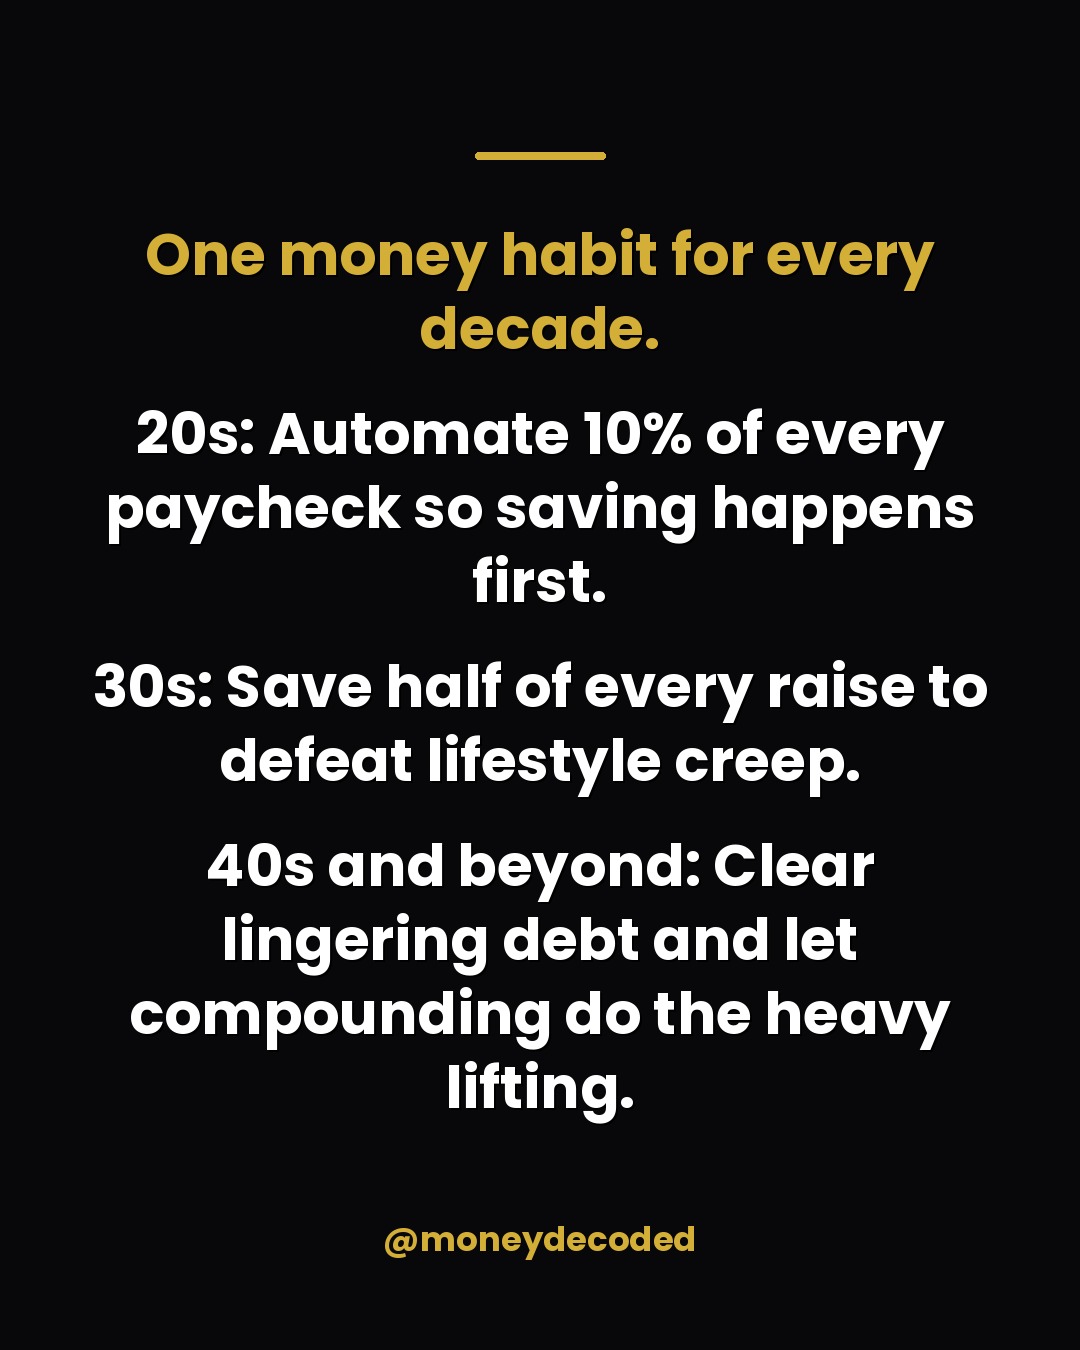 One money habit for every
decade.
20s: Automate 10% of every
paycheck so saving happens
first.
30s: Save half of every raise to
defeat lifestyle creep.
40s and beyond: Clear
lingering debt and let
compounding do the heavy
lifting.
@moneydecoded